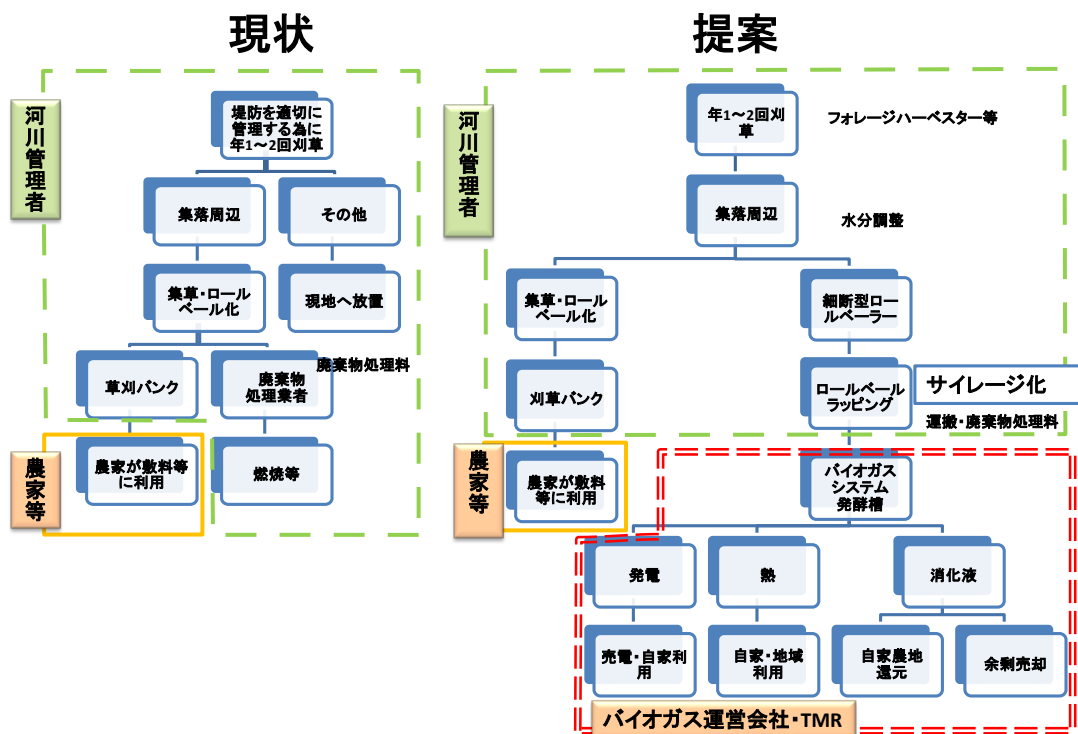 現状
河川管理者
堤防を適切に
管理する為に
年1～2回刈草
集落周辺
その他
集草・ロール
ベール化
現地へ放置
草刈バンク
廃棄物
処理業者
廃棄物処理料
農家等
農家が敷料等
に利用
燃焼等
提案
河川管理者
年1～2回刈
草
フォレージハーベスター等
集落周辺
水分調整
集草・ロール
ベール化
細断型ロー
ルベーラー
刈草バンク
ロールベール
ラッピング
サイレージ化
運搬・廃棄物処理料
農家等
農家が敷料
等に利用
バイオガス
システム
発酵槽
発電
熱
消化液
売電・自家利
用
自家・地域
利用
自家農地
還元
余剰売却
バイオガス運営会社・TMR